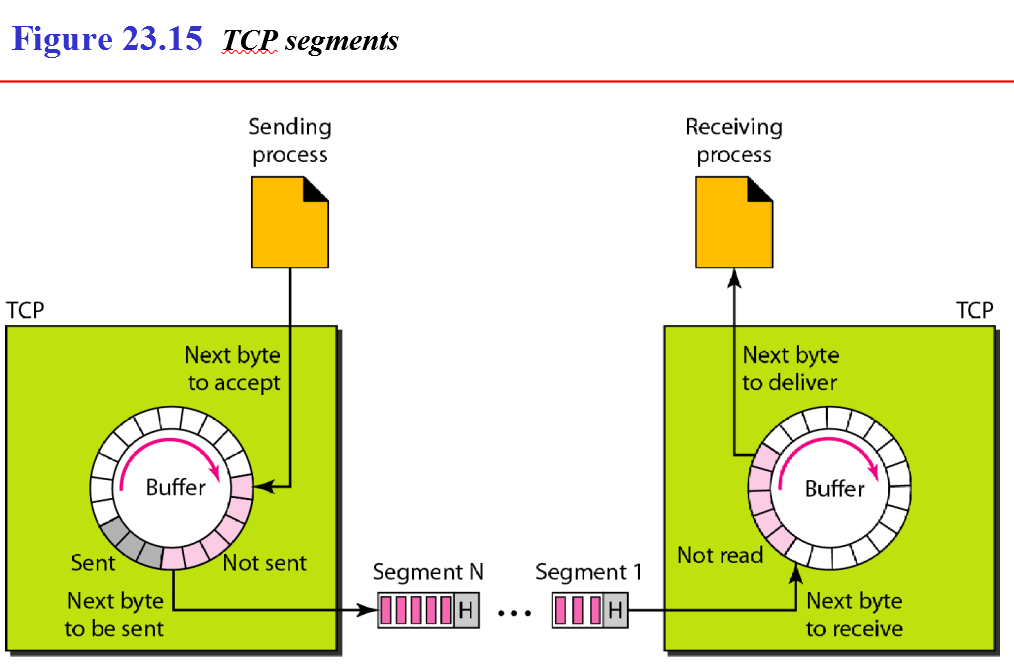 Figure 23.15 TCP segments
Sending
process
Receiving
process
TCP
TCP
Next byte
to accept
Next byte
to deliver
Buffer
Buffer
Sent
Not sent
Not read
Next byte
to be sent
Segment N
H
...
Segment 1
H
Next byte
to receive